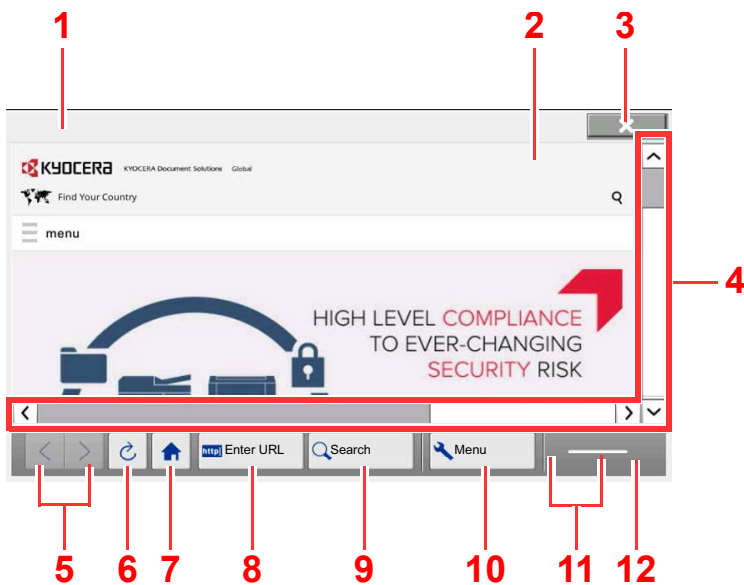 1 2 3
KYOCERA KYOCERA Document Solutions Global
Find Your Country
menu
4
HIGH LEVEL COMPLIANCE
TO EVER-CHANGING
SECURITY RISK
http Enter URL Search Menu
5 6 7 8 9 10 11 12